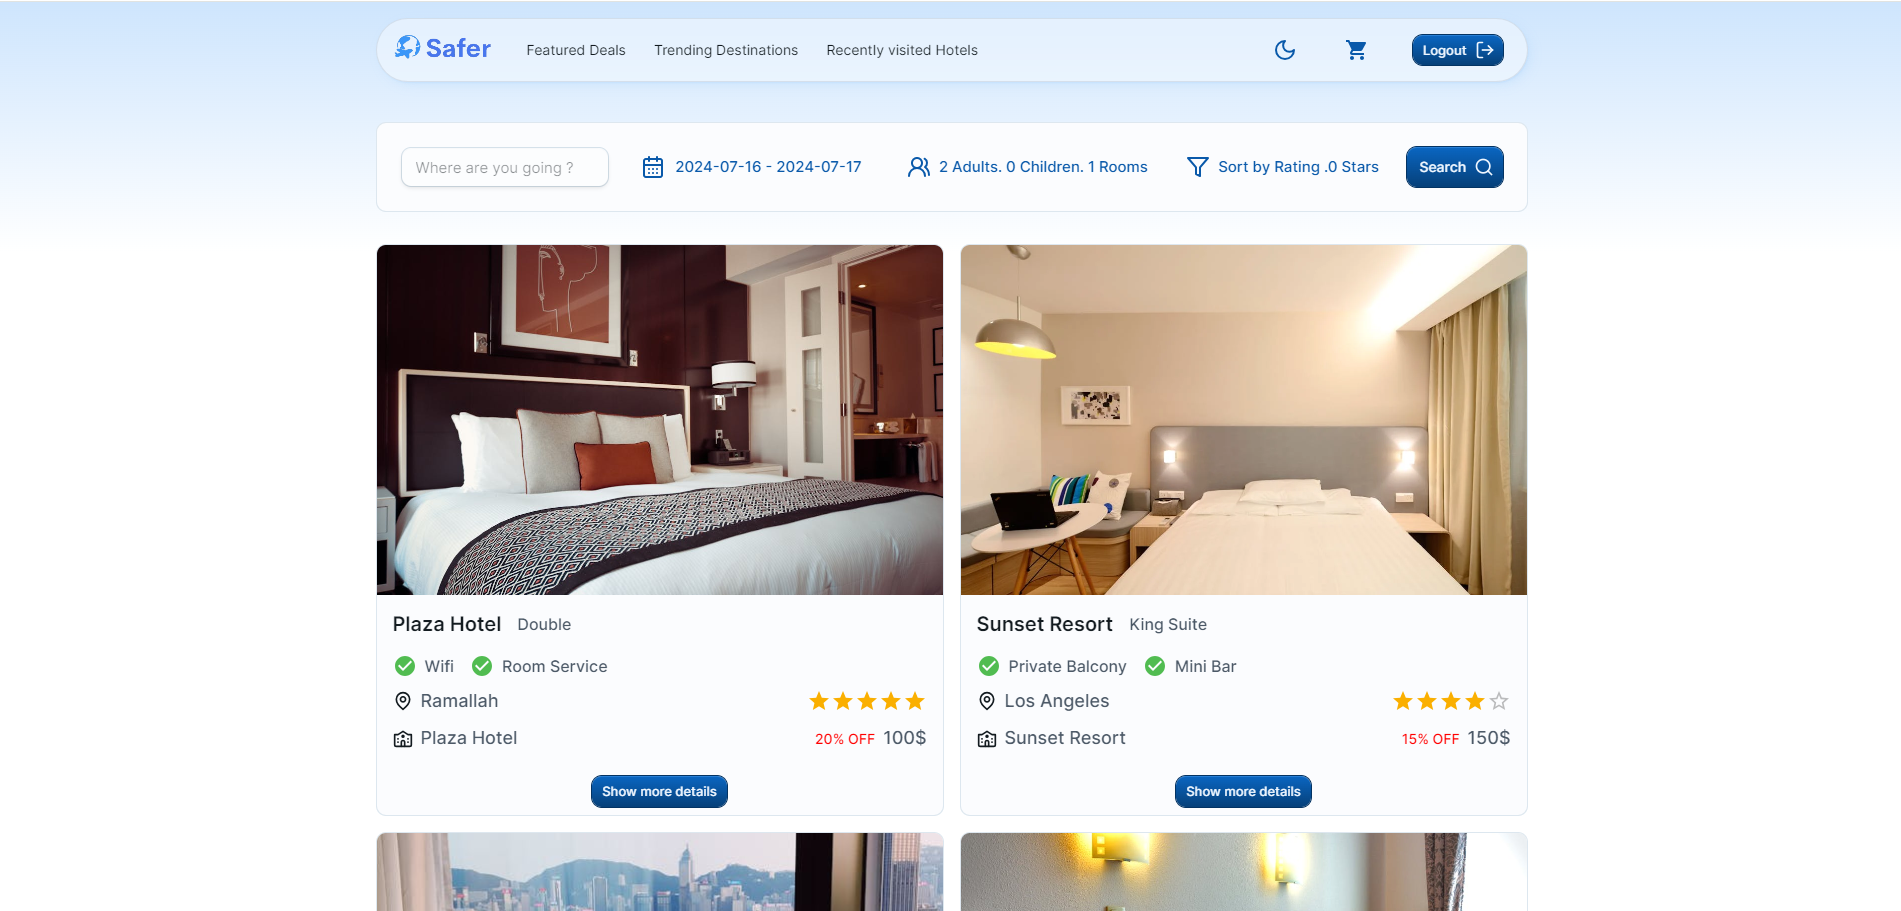 Safer
Featured Deals
Trending Destinations
Recently visited Hotels
Logout
Where are you going ?
2024-07-16 - 2024-07-17
2 Adults. 0 Children. 1 Rooms
Sort by Rating .0 Stars
Search
Plaza Hotel Double
Wifi Room Service
Ramallah
Plaza Hotel 20% OFF 100$
Show more details
Sunset Resort King Suite
Private Balcony Mini Bar
Los Angeles
Sunset Resort 15% OFF 150$
Show more details